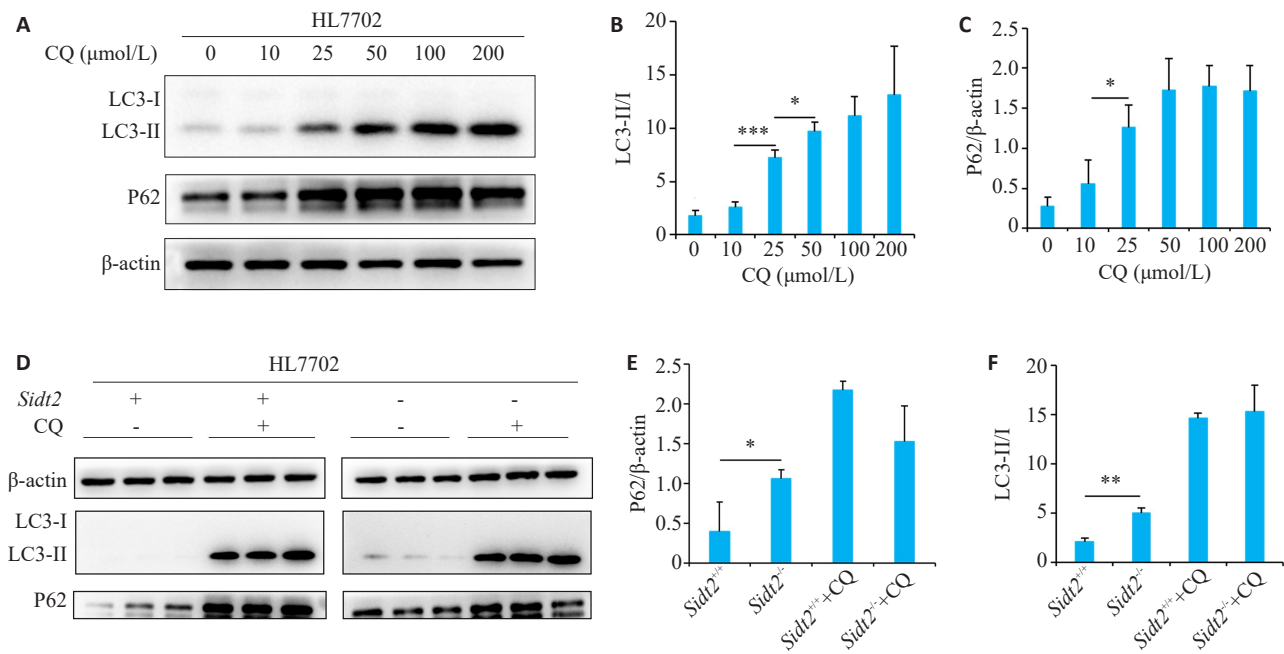 A
HL7702
CQ (μmol/L) 0 10 25 50 100 200
LC3-I
LC3-II
P62
β-actin
B
LC3-II/I
20
15
10
5
0
***
*
0 10 25 50 100 200
CQ (μmol/L)
C
P62/β-actin
2.5
2.0
1.5
1.0
0.5
0
*
0 10 25 50 100 200
CQ (μmol/L)
D
HL7702
Sidt2 + + - -
CQ - + - +
β-actin
LC3-I
LC3-II
P62
E
P62/β-actin
2.5
2.0
1.5
1.0
0.5
0
*
Sidt2+/+
Sidt2-/-
Sidt2+/++CQ
Sidt2-/-+CQ
F
LC3-II/I
20
15
10
5
0
**
Sidt2+/+
Sidt2-/-
Sidt2+/++CQ
Sidt2-/-+CQ